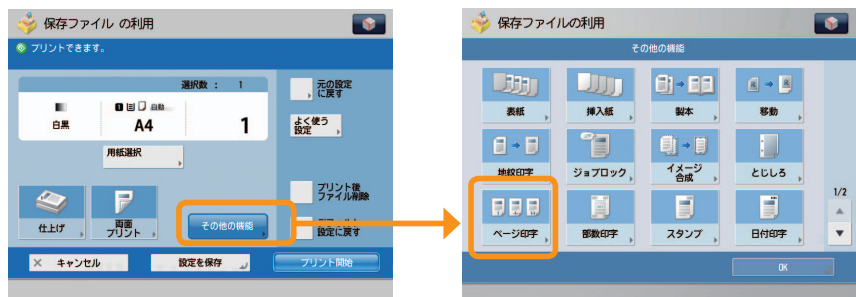 保存ファイル の利用
プリントできます。
選択数 : 1
元の設定
に戻す
自動
白黒
A4
1
よく使う
設定
用紙選択
プリント後
ファイル削除
仕上げ
両面
プリント
その他の機能
設定に戻す
× キャンセル
設定を保存
プリント開始
保存ファイルの利用
その他の機能
表紙
挿入紙
製本
移動
地紋印字
ジョブロック
イメージ
合成
とじしろ
1/2
ページ印字
部数印字
スタンプ
日付印字
OK